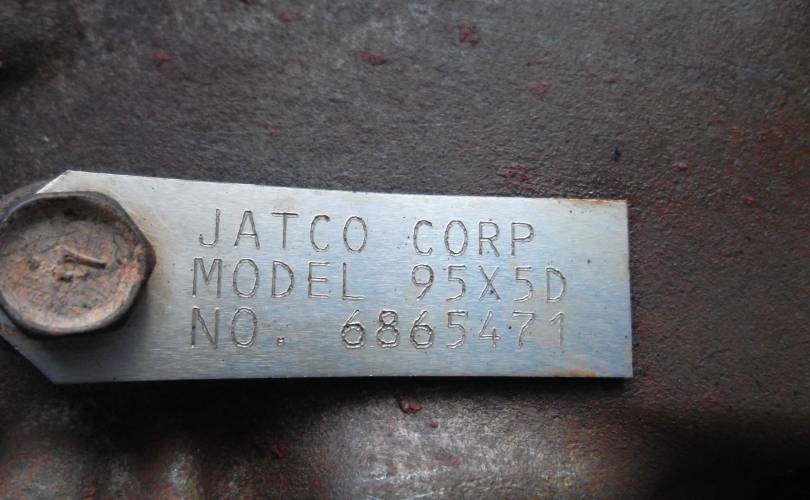 JATCO CORP
MODEL 95X5D
NO. 6865471